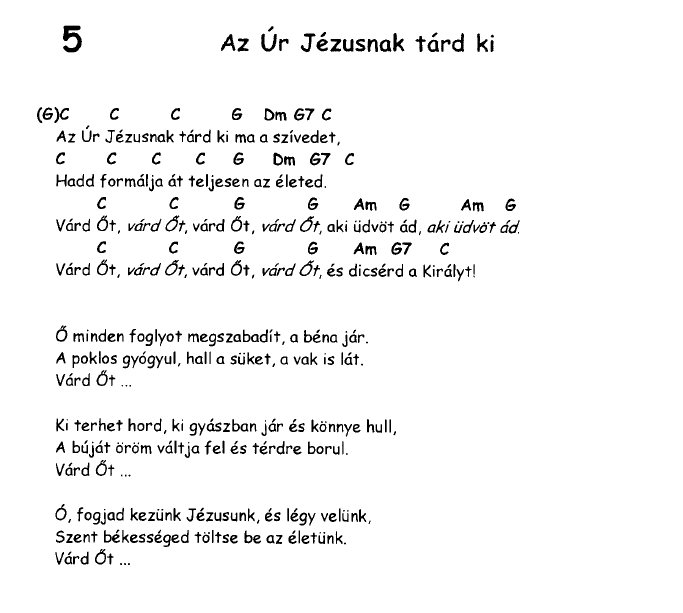 5 Az Úr Jézusnak tárd ki
(G)C C C G Dm G7 C
Az Úr Jézusnak tárd ki ma a szívedet,
C C C C G Dm G7 C
Hadd formálja át teljesen az életed.
C C G G Am G Am G
Várd Őt, várd Őt, várd Őt, várd Őt, aki üdvöt ád, aki üdvöt ád.
C C G G Am G7 C
Várd Őt, várd Őt, várd Őt, várd Őt, és dicsérd a Királyt!
Ő minden foglyot megszabadít, a béna jár.
A poklos gyógyul, hall a süket, a vak is lát.
Várd Őt ...
Ki terhet hord, ki gyászban jár és könnye hull,
A búját öröm váltja fel és térdre borul.
Várd Őt ...
Ó, fogjad kezünk Jézusunk, és légy velünk,
Szent békességed töltse be az életünk.
Várd Őt ...